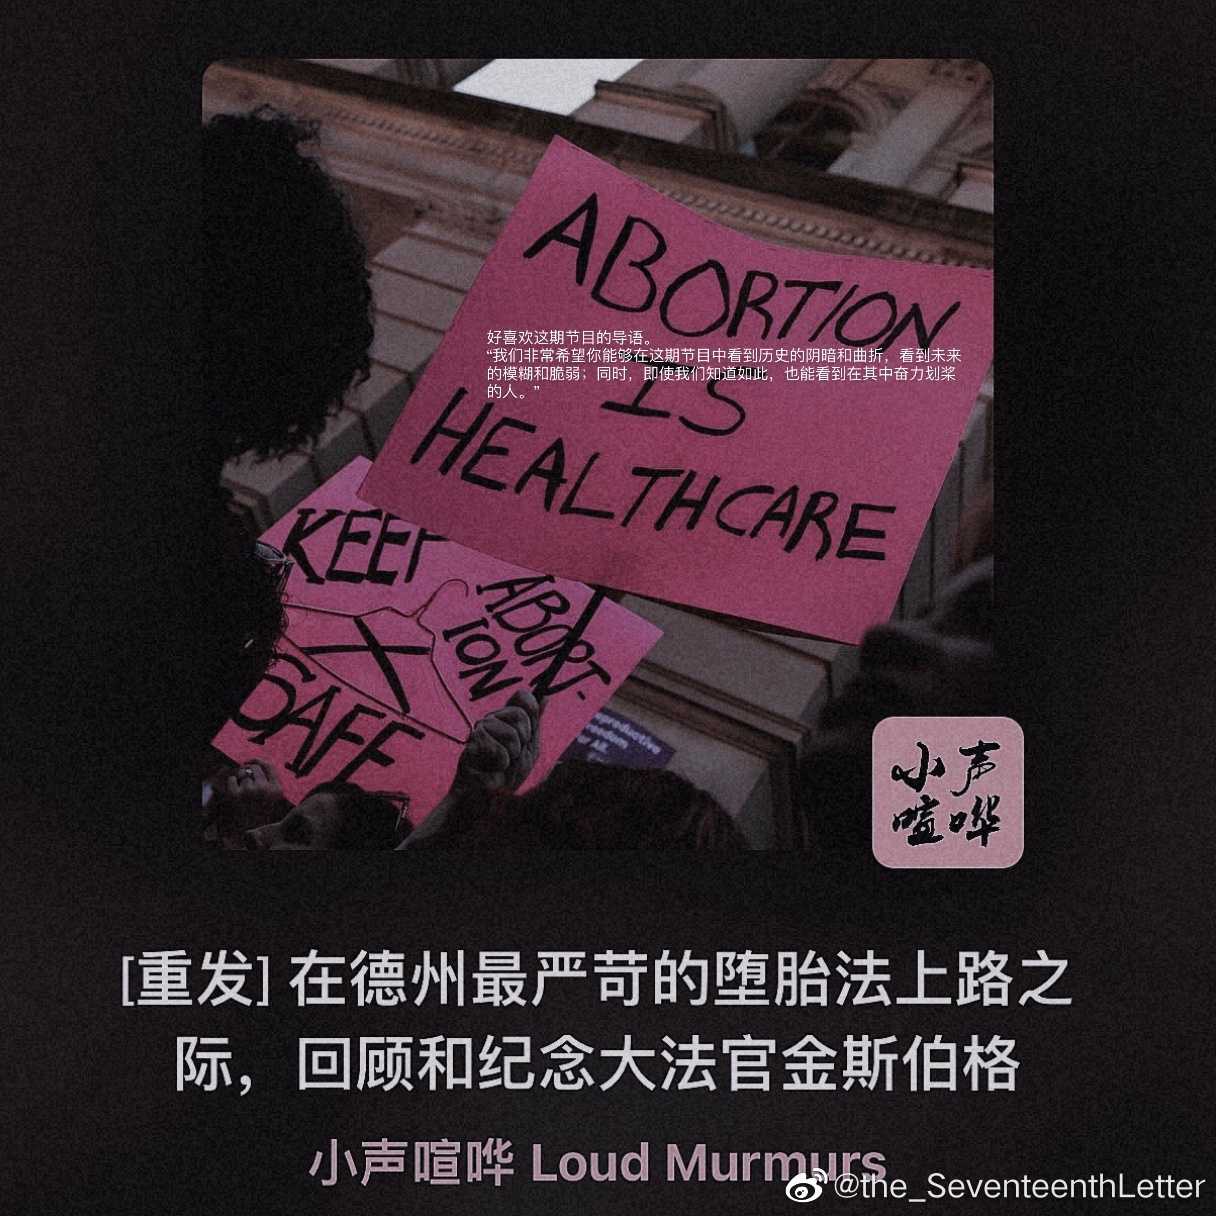 ABORTION
好喜欢这期节目的导语。
“我们非常希望你能够在这期节目中看到历史的阴暗和曲折，看到未来
的模糊和脆弱；同时，即使我们知道如此，也能看到在其中奋力划桨
的人。”
IS
HEALTHCARE
KEEP
ABORT-
ION
SAFE
reproductive
freedom
for all.
小声
喧哗
[重发] 在德州最严苛的堕胎法上路之
际，回顾和纪念大法官金斯伯格
小声喧哗 Loud Murmurs
@the_SeventeenthLetter